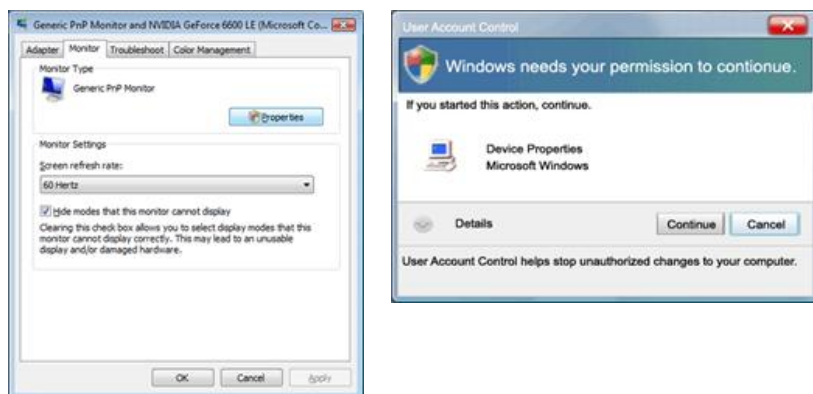 Generic PnP Monitor and NVIDIA GeForce 6600 LE (Microsoft Co...
Adapter Monitor Troubleshoot Color Management
Monitor Type
Generic PnP Monitor
Properties
Monitor Settings
Screen refresh rate:
60 Hertz
Hide modes that this monitor cannot display
Clearing this check box allows you to select display modes that this
monitor cannot display correctly. This may lead to an unusable
display and/or damaged hardware.
OK Cancel Apply
User Account Control
Windows needs your permission to contionue.
If you started this action, continue.
Device Properties
Microsoft Windows
Details Continue Cancel
User Account Control helps stop unauthorized changes to your computer.